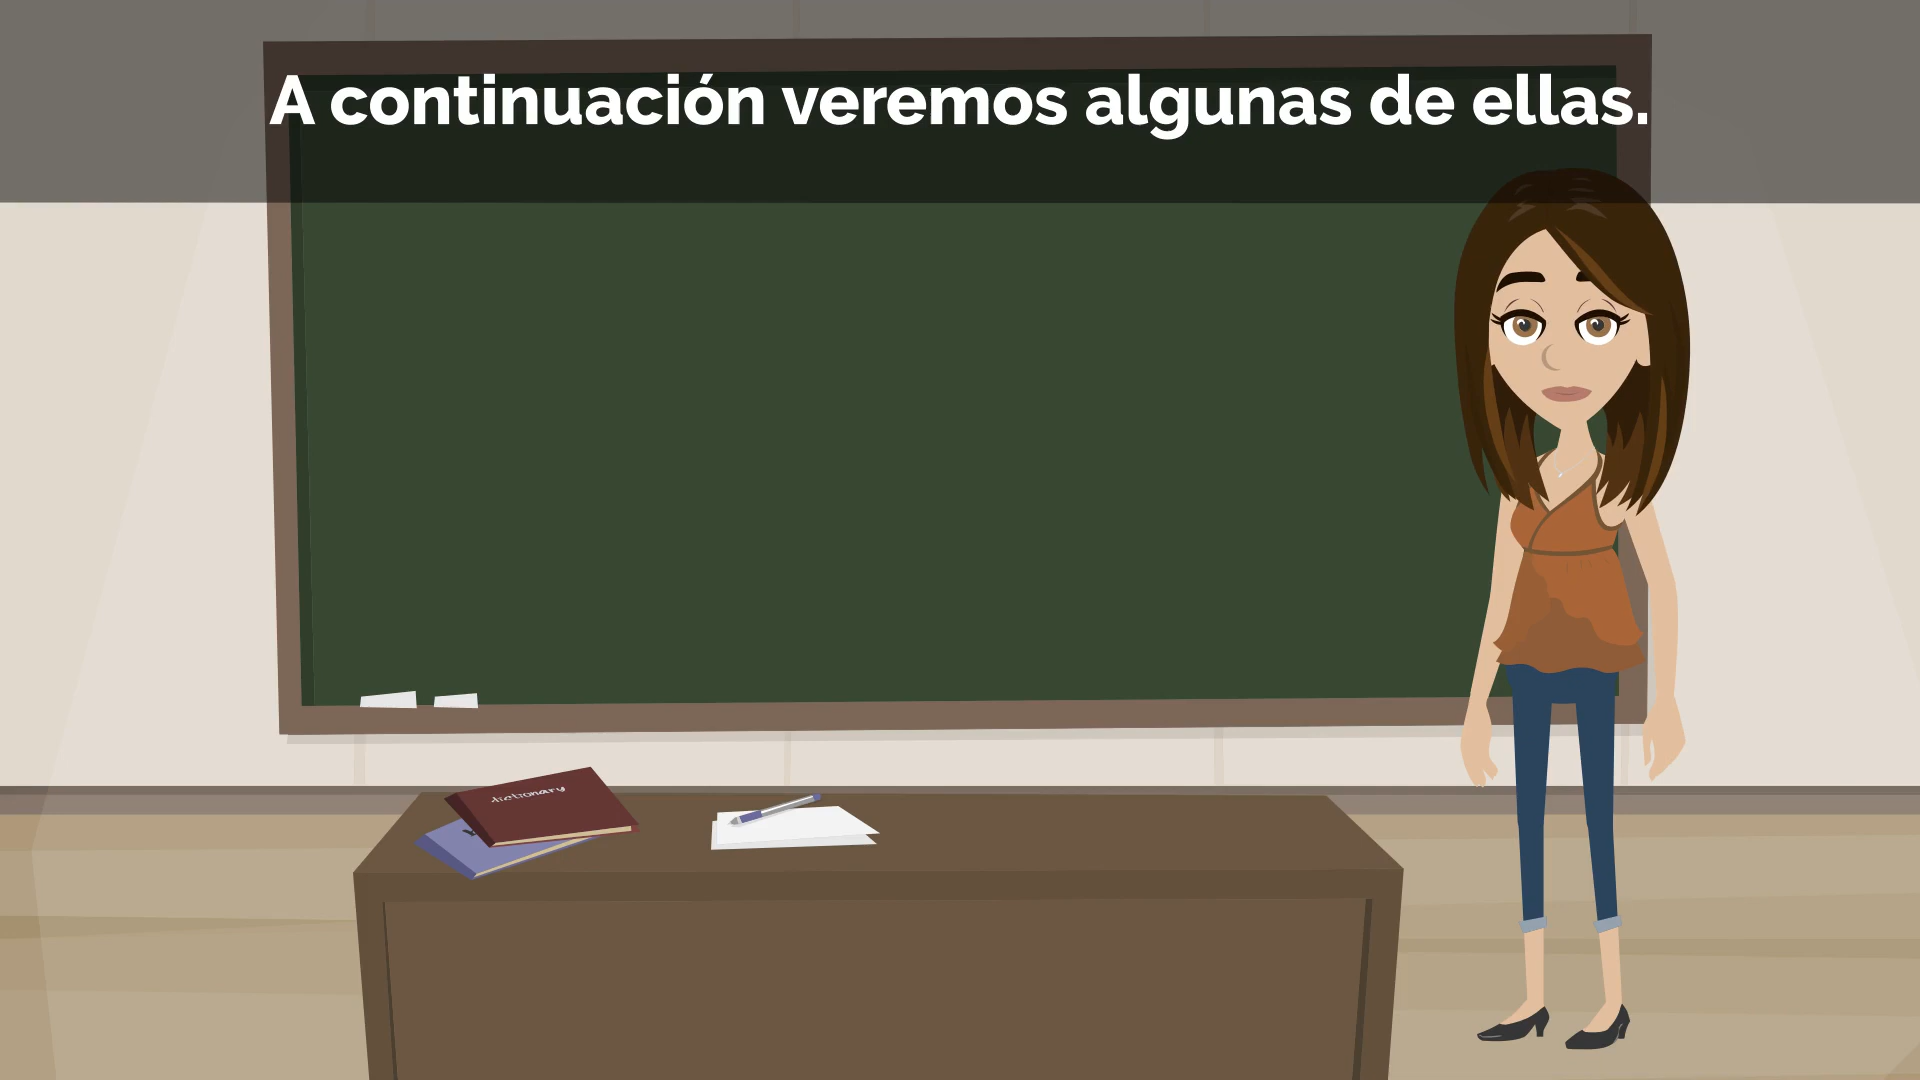 A continuación veremos algunas de ellas.
dictionary